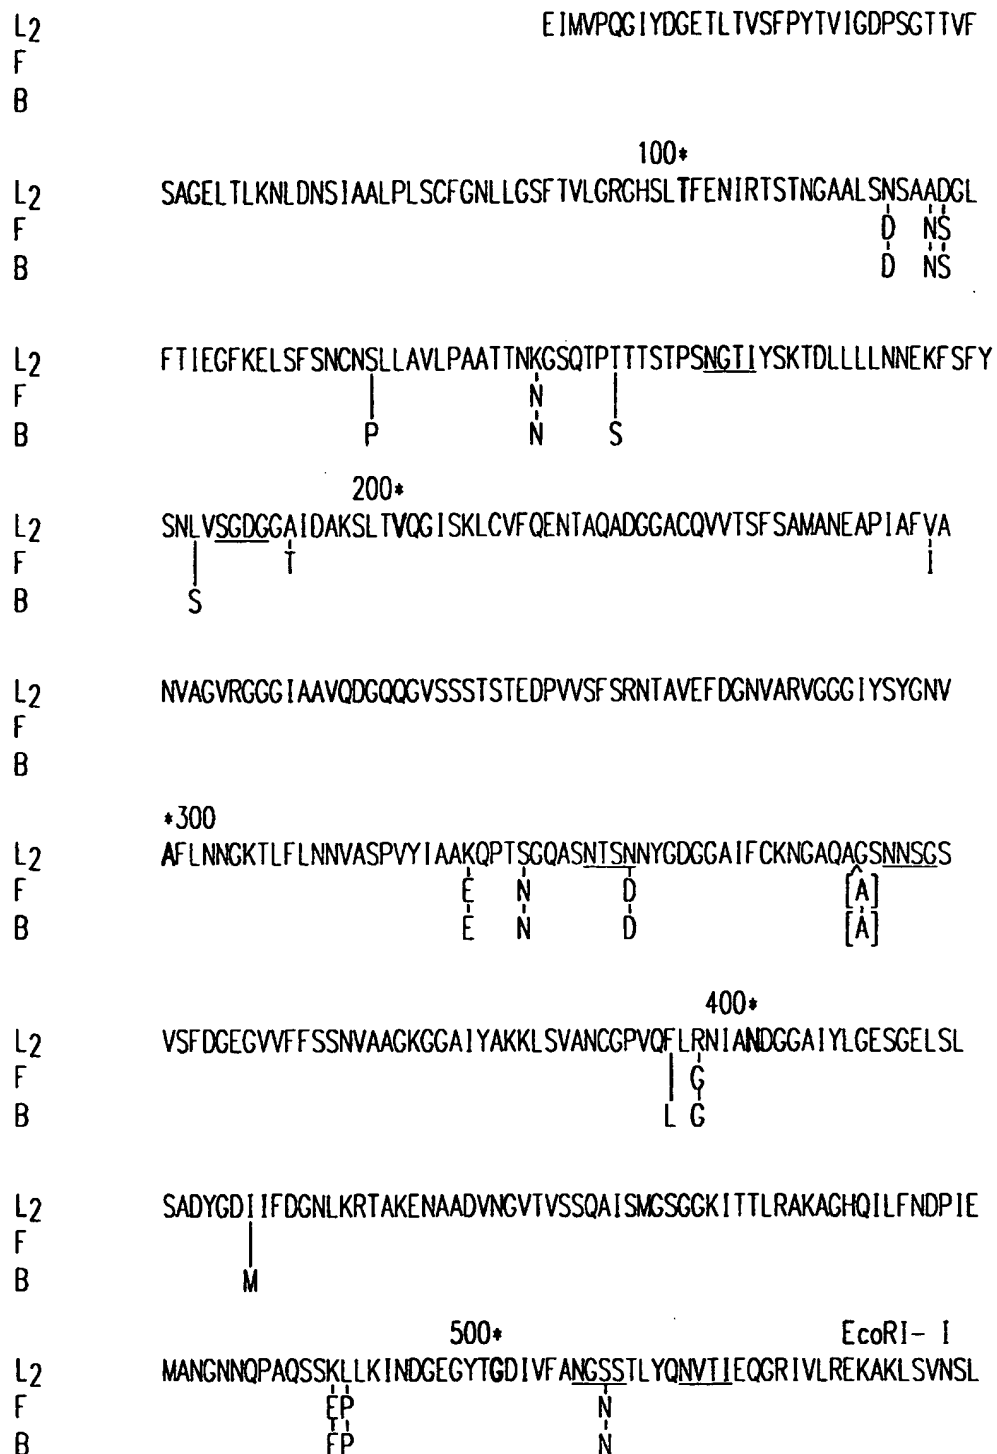 L2 EIMVPQGIYDGETLTVSFPYTVIGDPSGTTVF
F
B
100*
L2 SAGELTLKNLDNSIAALPLSCFGNLLGSFTVLGRGHSLTFENIRTSTNGAALSNSAADGL
F D NS
B D NS
L2 FTIEGFKELSFSNCNSLLAVLPAATTNKGSQTPTTTSTPSNGTIYSKTDLLLLNNEKFSFY
F N
B P N S
200*
L2 SNLVSGDGGAIDAKSLTVQGISKLCVFQENTAQADGGACQVVTSFSAMANEAPIAFVA
F T I
B S
L2 NVAGVRGGGIAAVQDGQQGVSSSTSTEDPVVSFSRNTAVEFDGNVARVGGGIYSYGNV
F
B
*300
L2 AFLNNGKTLFLNNVASPVYIAAKQPTSGQASNTSNNYGDGGAIFCKNGAQAGSNNSGS
F E N D [A]
B E N D [A]
400*
L2 VSFDGEGVVFFSSNVAAGKGGAIYAKKLSVANCGPVQFLRNIANDGGAIYLGESGELSL
F G
B L G
L2 SADYGDIIFDGNLKRTAKENAADVNGVTVSSQAISMGSGGKITTLRAKAGHQILFNDPIE
F
B M
500* EcoRI- I
L2 MANGNNQPAQSSKLLKINDGEGYTGDIVFANGSSTLYQNVTIEQGRIVLREKAKLSVNSL
F EP N
B EP N